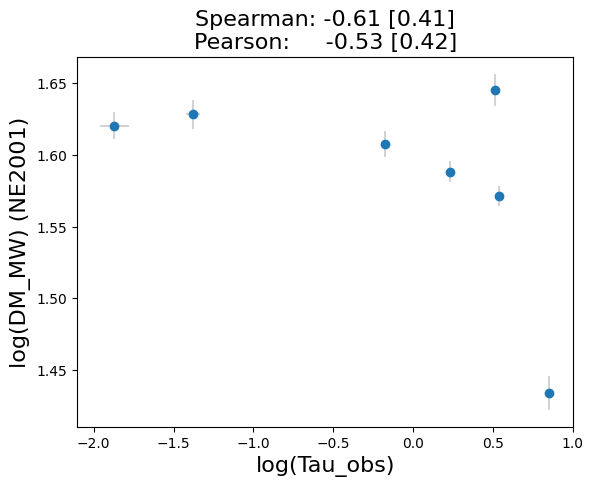 Spearman: -0.61 [0.41]
Pearson: -0.53 [0.42]
log(DM_MW) (NE2001)
1.65
1.60
1.55
1.50
1.45
−2.0 −1.5 −1.0 −0.5 0.0 0.5 1.0
log(Tau_obs)